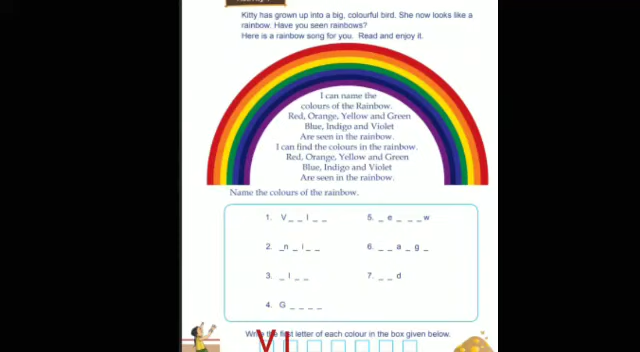 Kitty has grown up into a big, colourful bird. She now looks like a
rainbow. Have you seen rainbows?
Here is a rainbow song for you. Read and enjoy it.
I can name the
colours of the Rainbow.
Red, Orange, Yellow and Green
Blue, Indigo and Violet
Are seen in the rainbow.
I can find the colours in the rainbow.
Red, Orange, Yellow and Green
Blue, Indigo and Violet
Are seen in the rainbow.
Name the colours of the rainbow.
1. V _ _ l _ _
2. _ n _ i _ _
3. _ l _ _
4. G _ _ _ _
5. _ e _ _ _ w
6. _ _ a _ g _
7. _ _ d
Write the first letter of each colour in the box given below.
V I